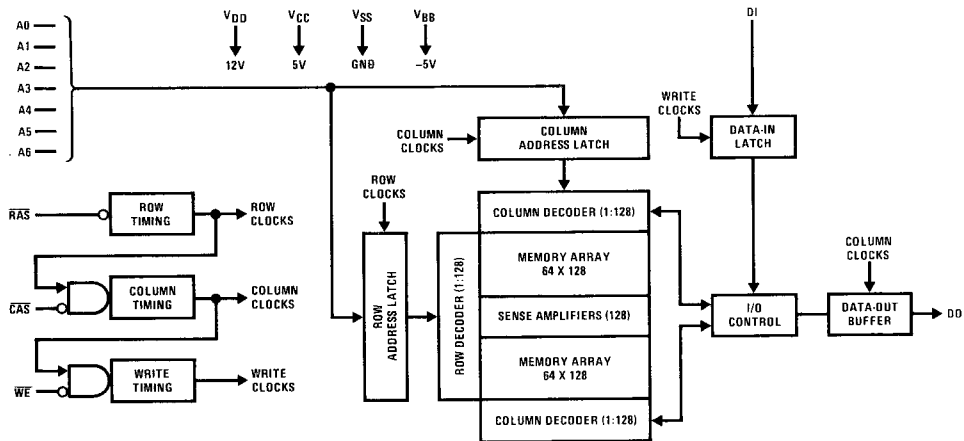 A0
A1
A2
A3
A4
A5
A6
VDD
12V
VCC
5V
VSS
GND
VBB
-5V
DI
WRITE
CLOCKS
DATA-IN
LATCH
COLUMN
CLOCKS
COLUMN
ADDRESS LATCH
RAS
ROW
TIMING
ROW
CLOCKS
CAS
COLUMN
TIMING
COLUMN
CLOCKS
WE
WRITE
TIMING
WRITE
CLOCKS
ROW
CLOCKS
ROW
ADDRESS LATCH
ROW DECODER (1:128)
COLUMN DECODER (1:128)
MEMORY ARRAY
64 X 128
SENSE AMPLIFIERS (128)
MEMORY ARRAY
64 X 128
COLUMN DECODER (1:128)
I/O
CONTROL
COLUMN
CLOCKS
DATA-OUT
BUFFER
DO